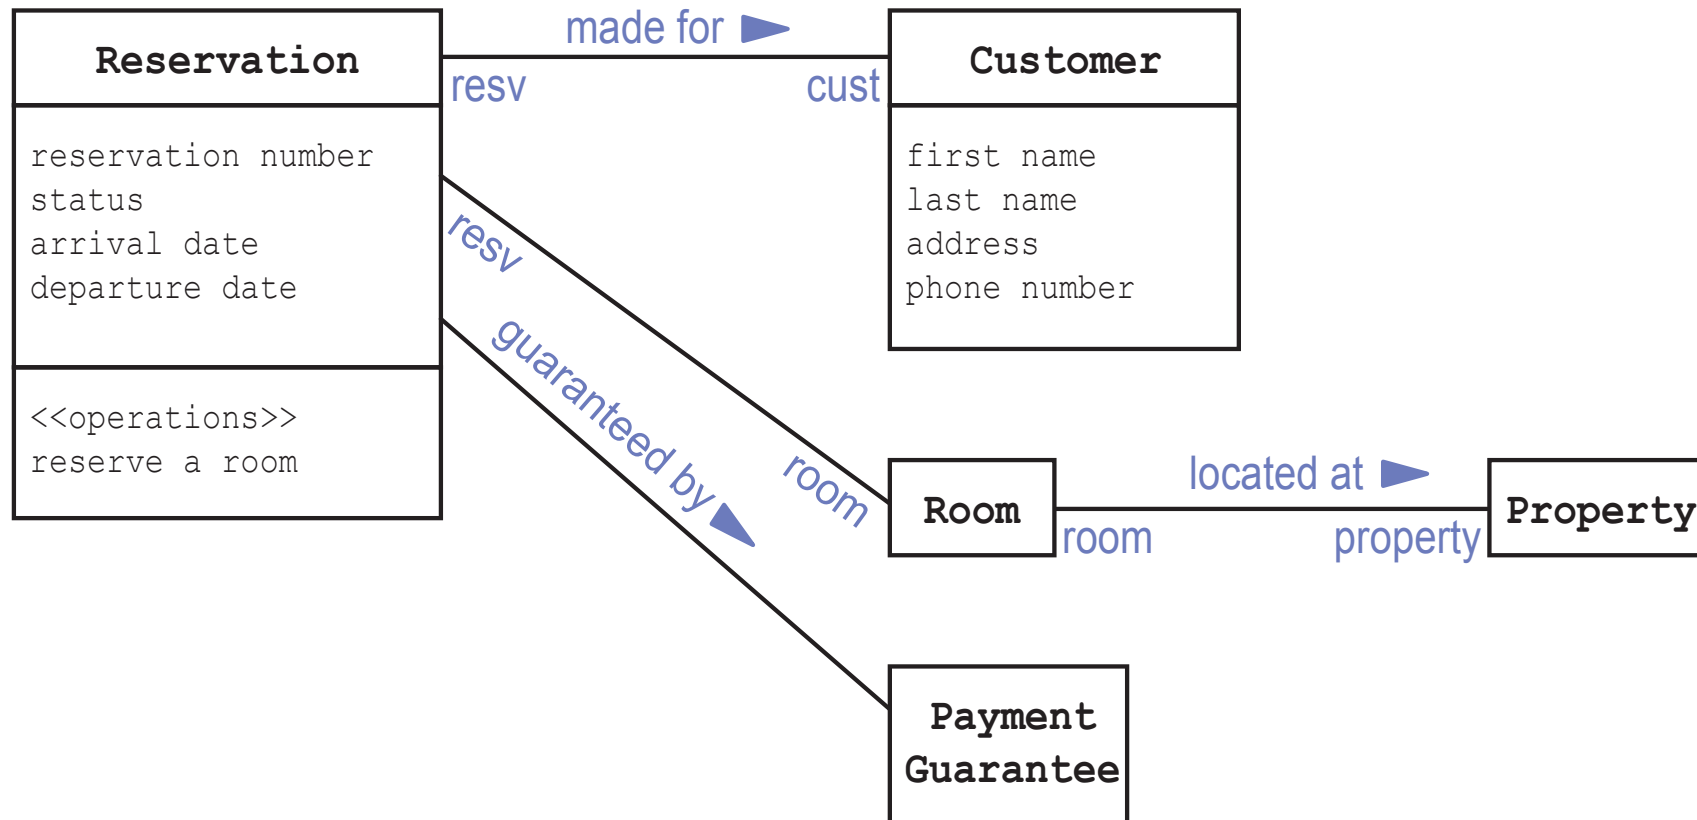 Reservation
reservation number
status
arrival date
departure date
<<operations>>
reserve a room
made for
resv
cust
Customer
first name
last name
address
phone number
resv
room
guaranteed by
Room
located at
room
property
Property
Payment
Guarantee